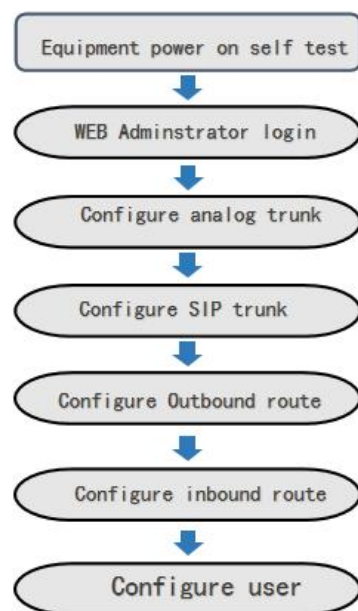 Equipment power on self test
WEB Adminstrator login
Configure analog trunk
Configure SIP trunk
Configure Outbound route
Configure inbound route
Configure user